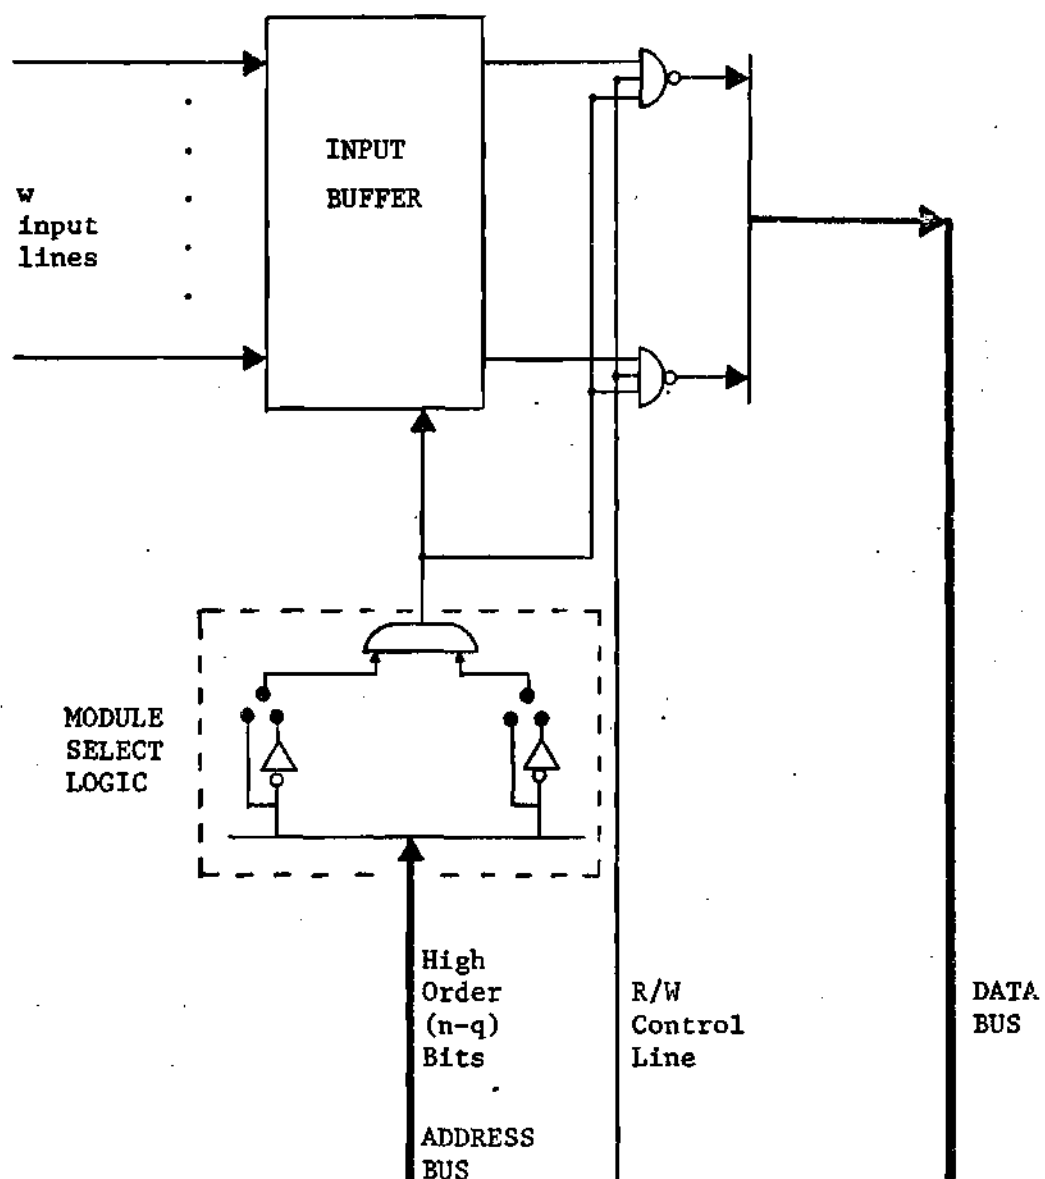 INPUT
BUFFER
w
input
lines
MODULE
SELECT
LOGIC
High
Order
(n-q)
Bits
R/W
Control
Line
DATA
BUS
ADDRESS
BUS